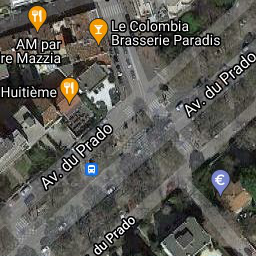 Le Colombia
Brasserie Paradis
AM par
re Mazzia
Huitième
Av. du Prado
Av. du Prado
du Prado